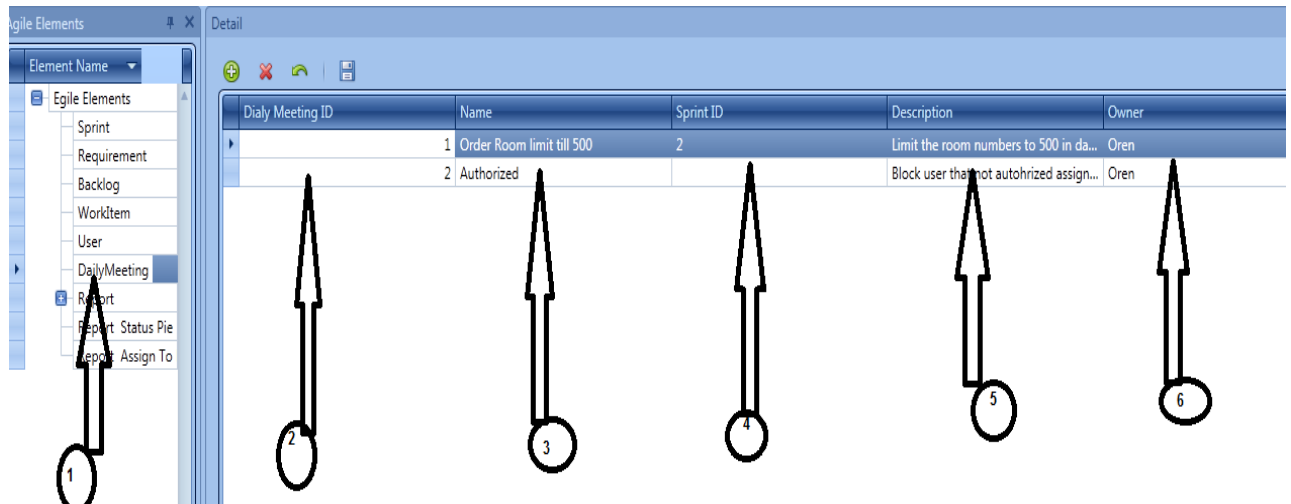 Agile Elements
Detail
Element Name
Egile Elements
Sprint
Requirement
Backlog
WorkItem
User
DailyMeeting
Report
Report Status Pie
Report Assign To
Dialy Meeting ID Name Sprint ID Description Owner
1 Order Room limit till 500 2 Limit the room numbers to 500 in da... Oren
2 Authorized Block user that not autohrized assign... Oren
1
2
3
4
5
6